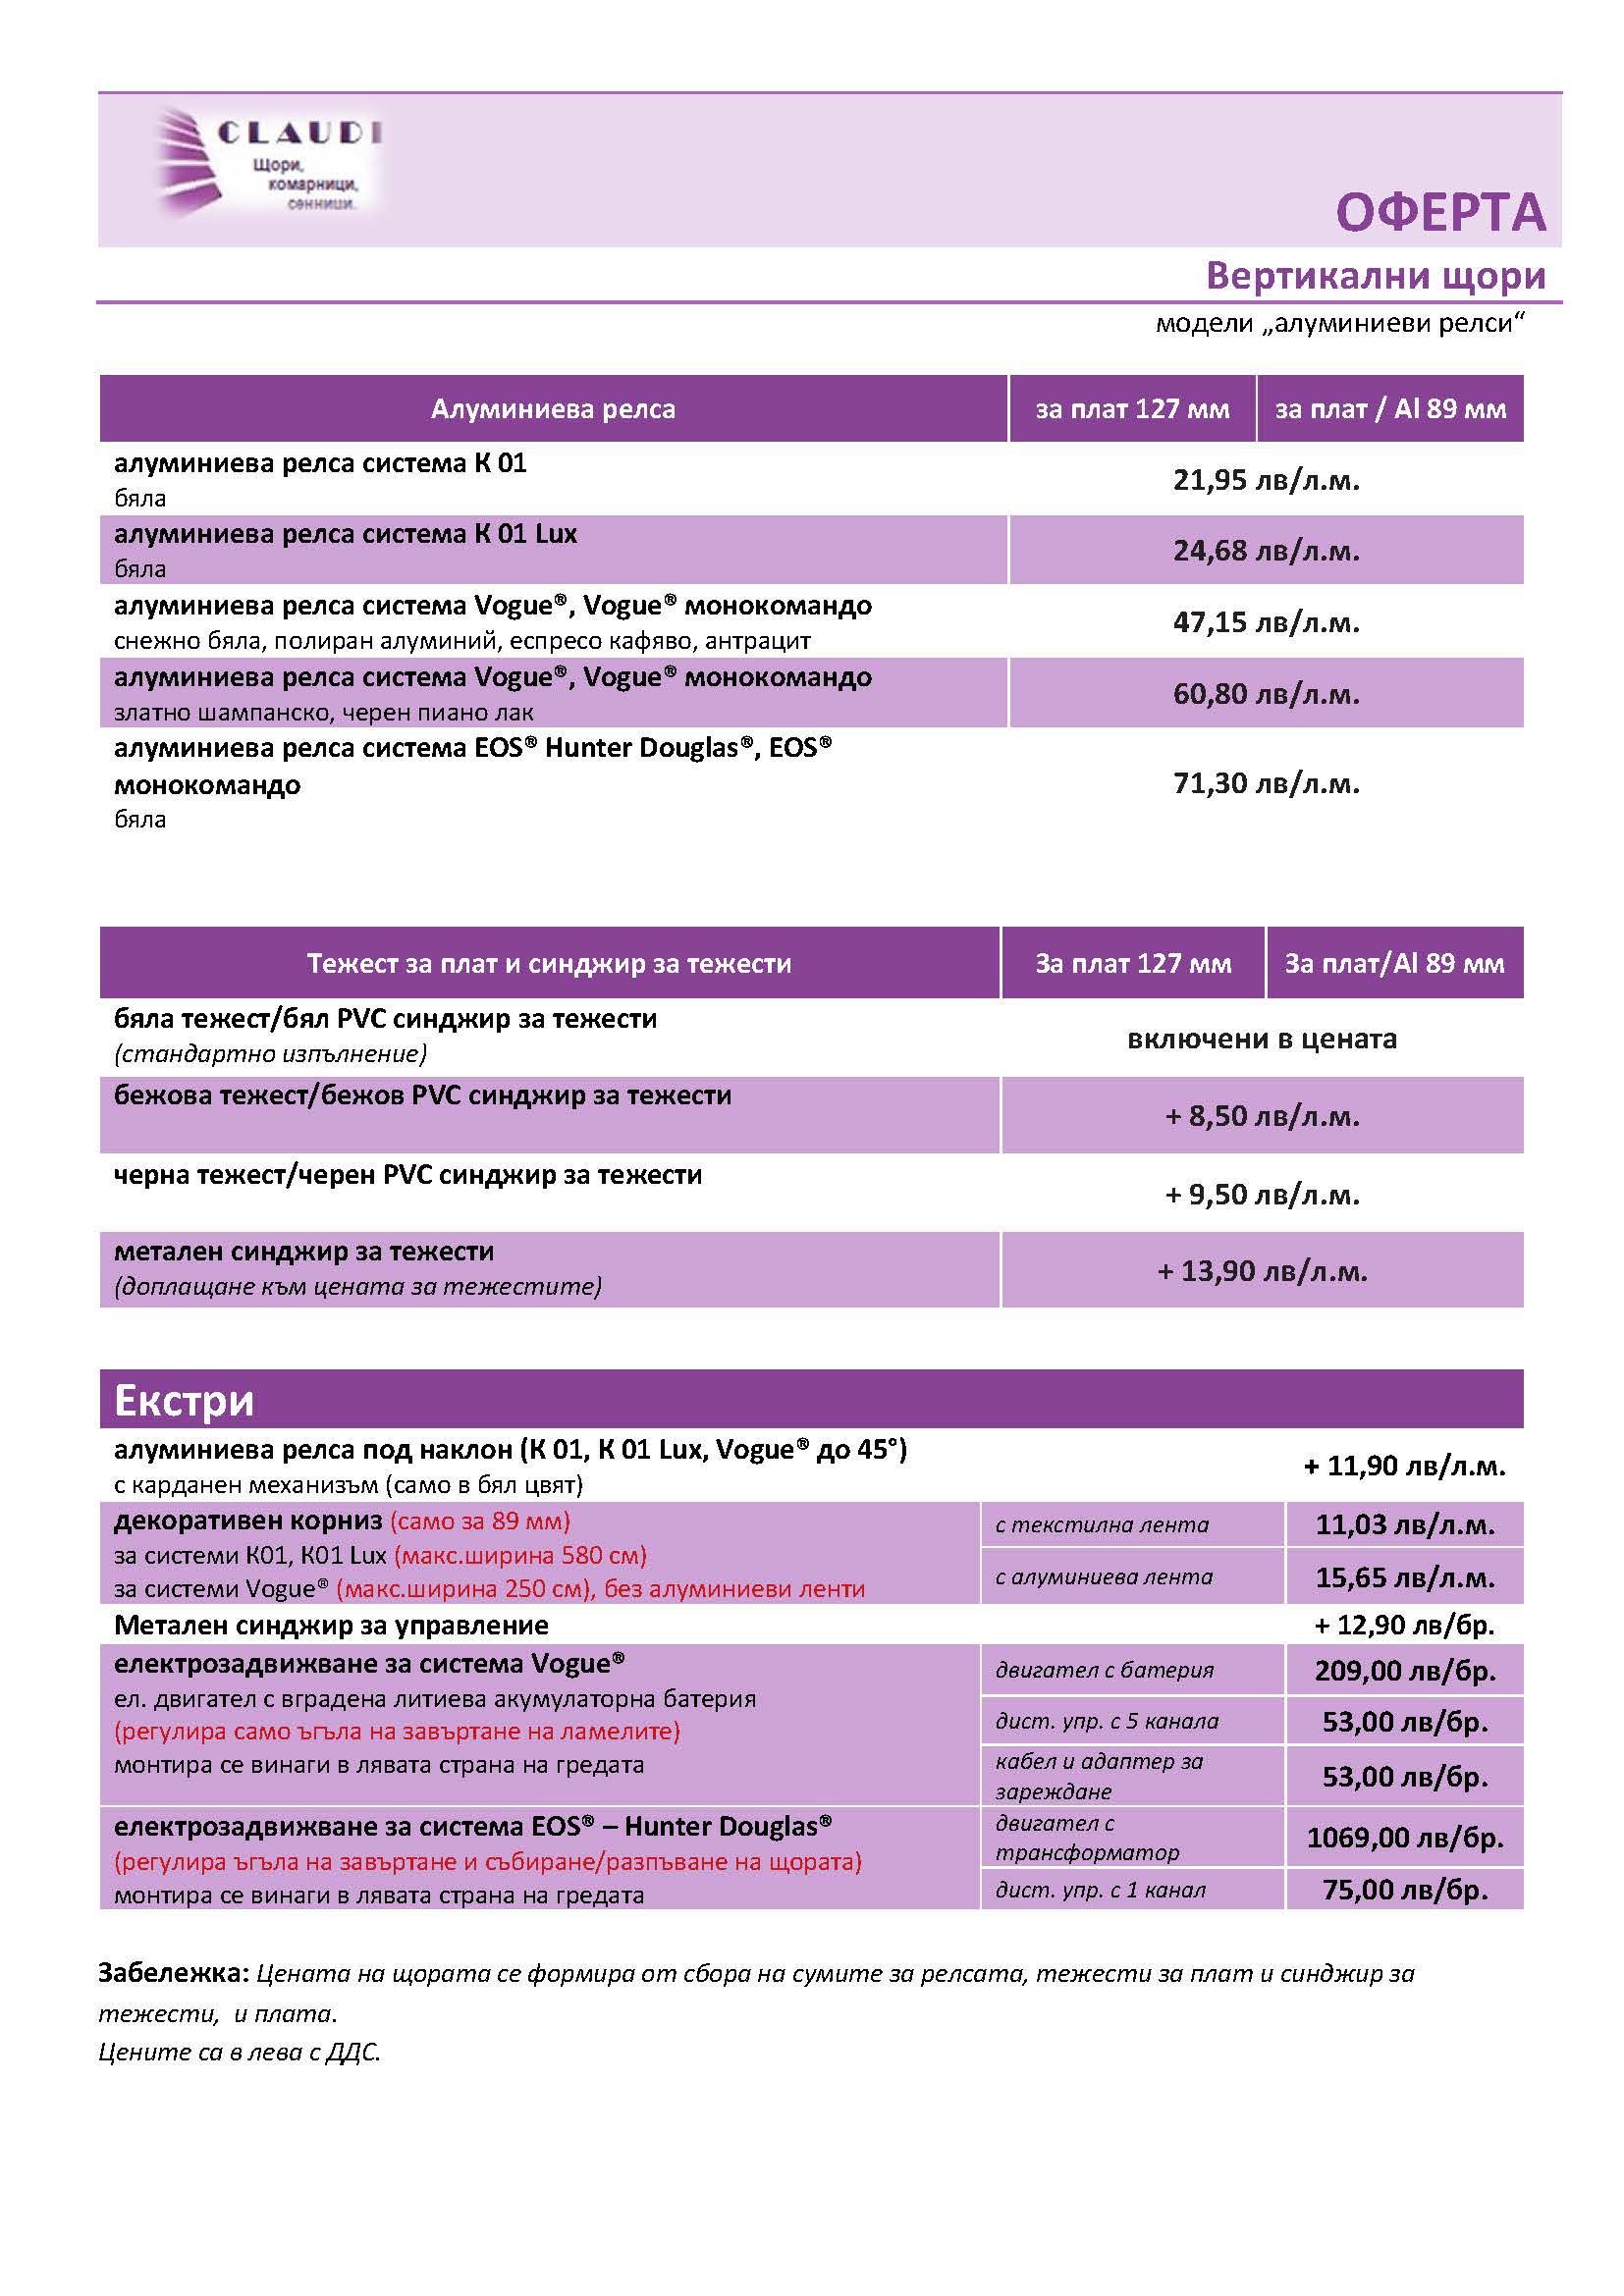 CLAUDI
Щори,
комарници,
сенници.
ОФЕРТА
Вертикални щори
модели „алуминиеви релси“
Алуминиева релса за плат 127 мм за плат / Al 89 мм
алуминиева релса система К 01
бяла
21,95 лв/л.м.
алуминиева релса система К 01 Lux
бяла
24,68 лв/л.м.
алуминиева релса система Vogue®, Vogue® монокомандо
снежно бяла, полиран алуминий, еспресо кафяво, антрацит
47,15 лв/л.м.
алуминиева релса система Vogue®, Vogue® монокомандо
златно шампанско, черен пиано лак
60,80 лв/л.м.
алуминиева релса система EOS® Hunter Douglas®, EOS®
монокомандо
бяла
71,30 лв/л.м.
Тежест за плат и синджир за тежести За плат 127 мм За плат/Al 89 мм
бяла тежест/бял PVC синджир за тежести
(стандартно изпълнение)
включени в цената
бежова тежест/бежов PVC синджир за тежести
+ 8,50 лв/л.м.
черна тежест/черен PVC синджир за тежести
+ 9,50 лв/л.м.
метален синджир за тежести
(доплащане към цената за тежестите)
+ 13,90 лв/л.м.
Екстри
алуминиева релса под наклон (К 01, К 01 Lux, Vogue® до 45°)
с карданен механизъм (само в бял цвят)
+ 11,90 лв/л.м.
декоративен корниз (само за 89 мм)
за системи К01, К01 Lux (макс.ширина 580 см)
за системи Vogue® (макс.ширина 250 см), без алуминиеви ленти
с текстилна лента 11,03 лв/л.м.
с алуминиева лента 15,65 лв/л.м.
Метален синджир за управление + 12,90 лв/бр.
електрозадвижване за система Vogue®
ел. двигател с вградена литиева акумулаторна батерия
(регулира само ъгъла на завъртане на ламелите)
монтира се винаги в лявата страна на гредата
двигател с батерия 209,00 лв/бр.
дист. упр. с 5 канала 53,00 лв/бр.
кабел и адаптер за
зареждане
53,00 лв/бр.
електрозадвижване за система EOS® – Hunter Douglas®
(регулира ъгъла на завъртане и събиране/разпъване на щората)
монтира се винаги в лявата страна на гредата
двигател с
трансформатор
1069,00 лв/бр.
дист. упр. с 1 канал 75,00 лв/бр.
Забележка: Цената на щората се формира от сбора на сумите за релсата, тежести за плат и синджир за
тежести, и плата.
Цените са в лева с ДДС.